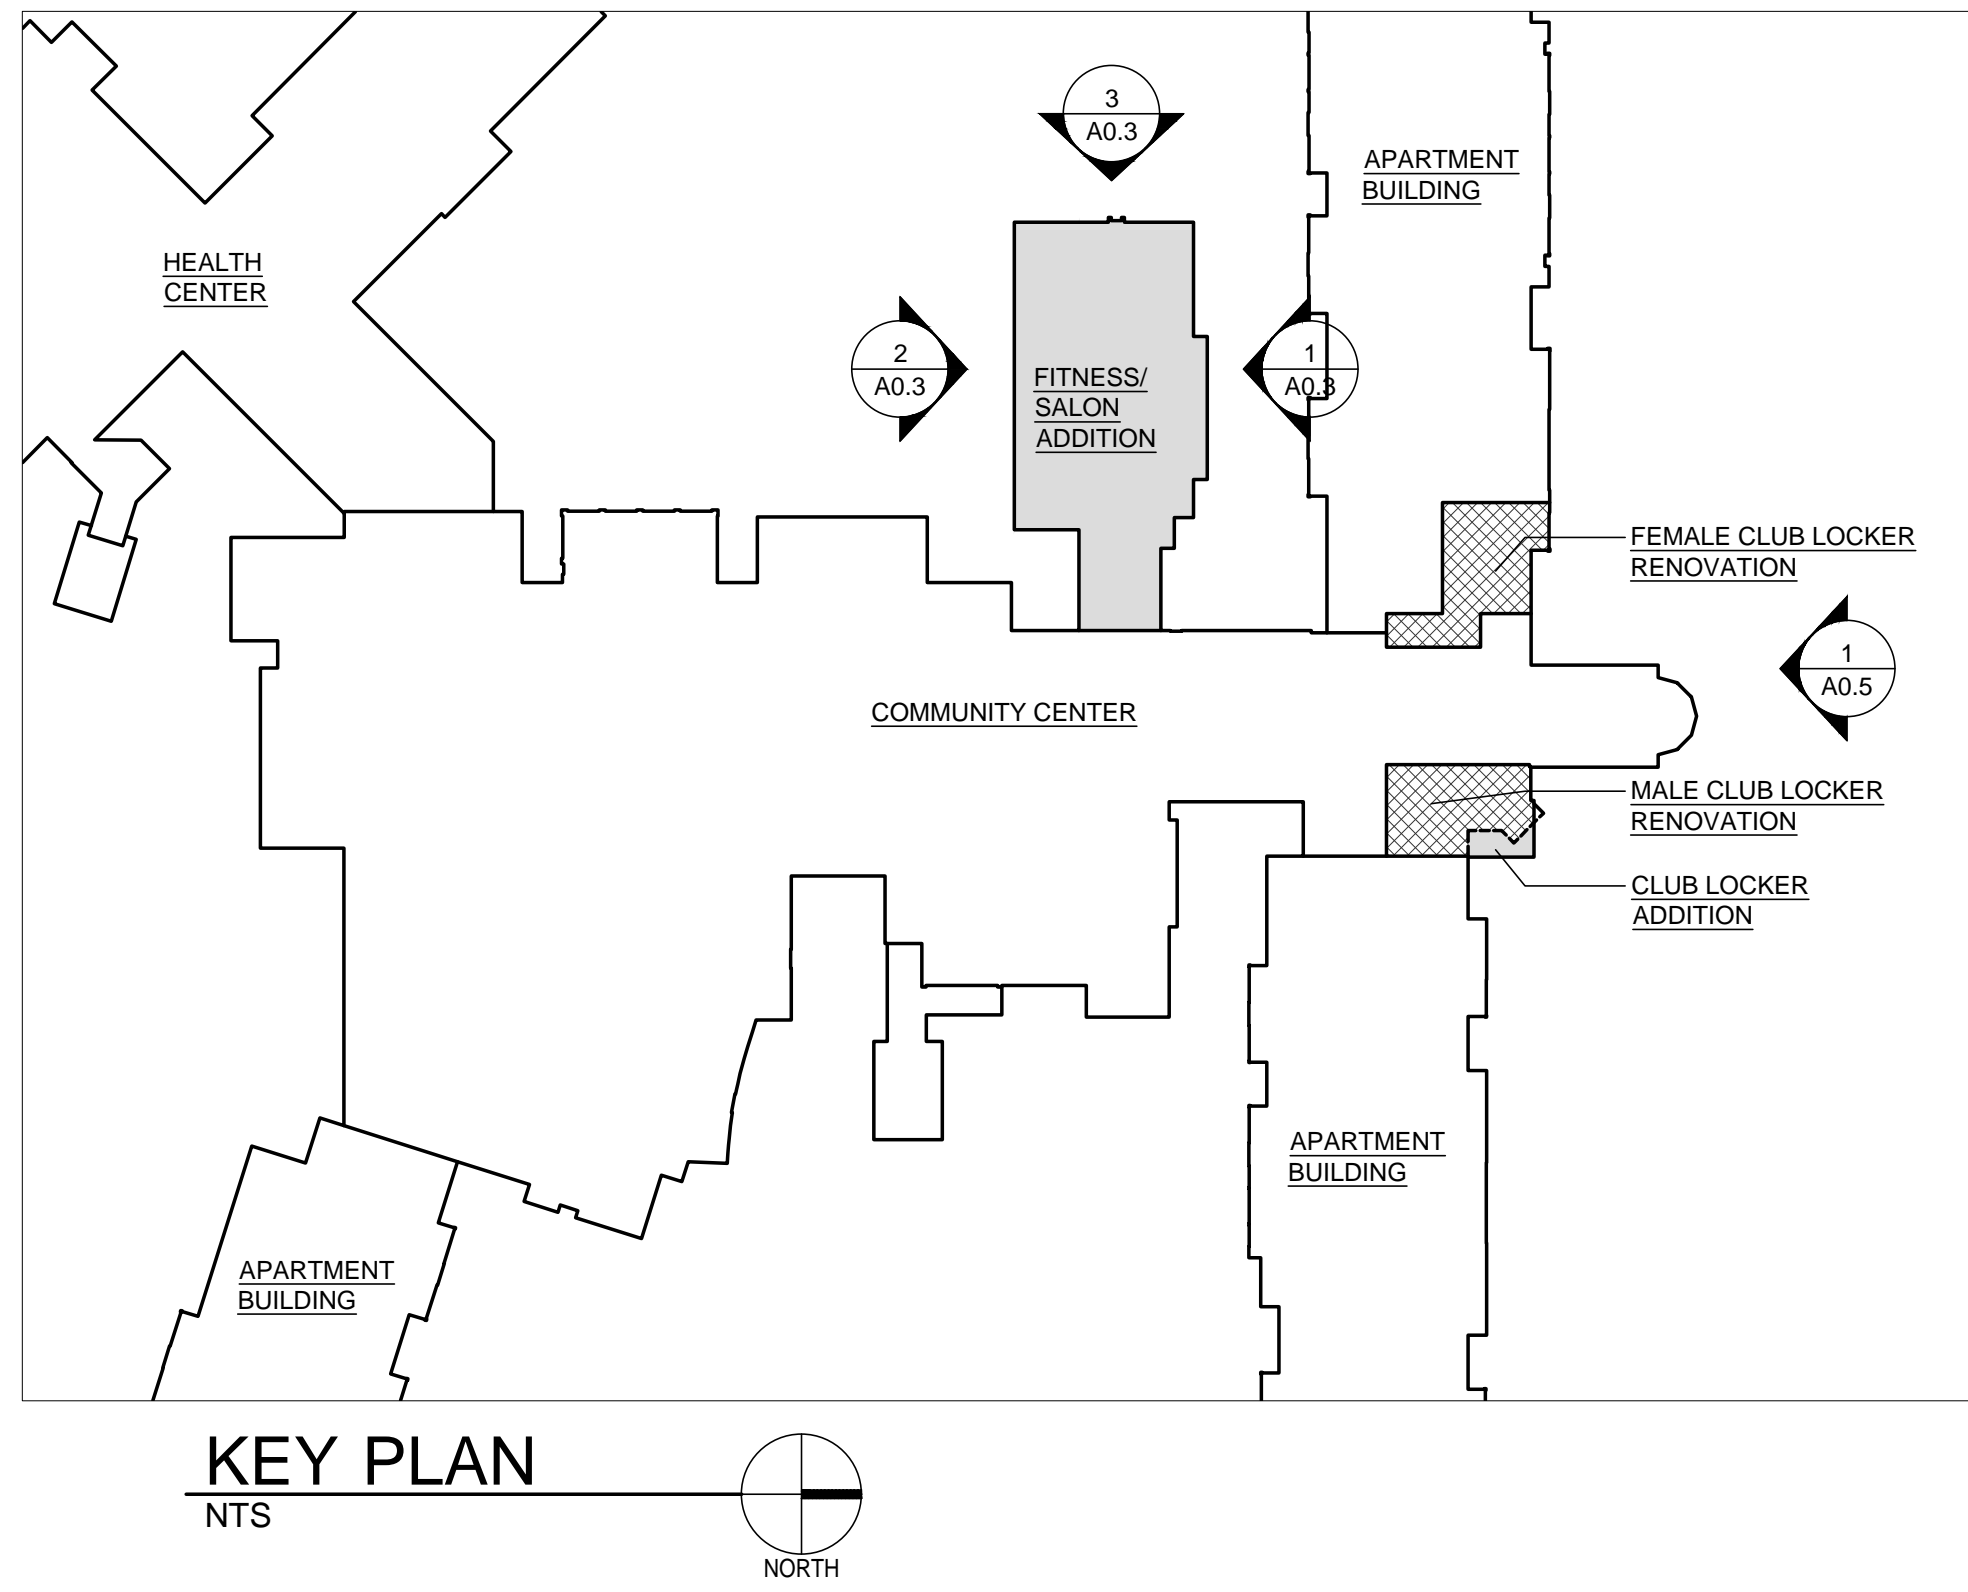 3
A0.3
APARTMENT
BUILDING
HEALTH
CENTER
2
A0.3
1
A0.3
FITNESS/
SALON
ADDITION
FEMALE CLUB LOCKER
RENOVATION
1
A0.5
COMMUNITY CENTER
MALE CLUB LOCKER
RENOVATION
CLUB LOCKER
ADDITION
APARTMENT
BUILDING
APARTMENT
BUILDING
KEY PLAN
NTS
NORTH